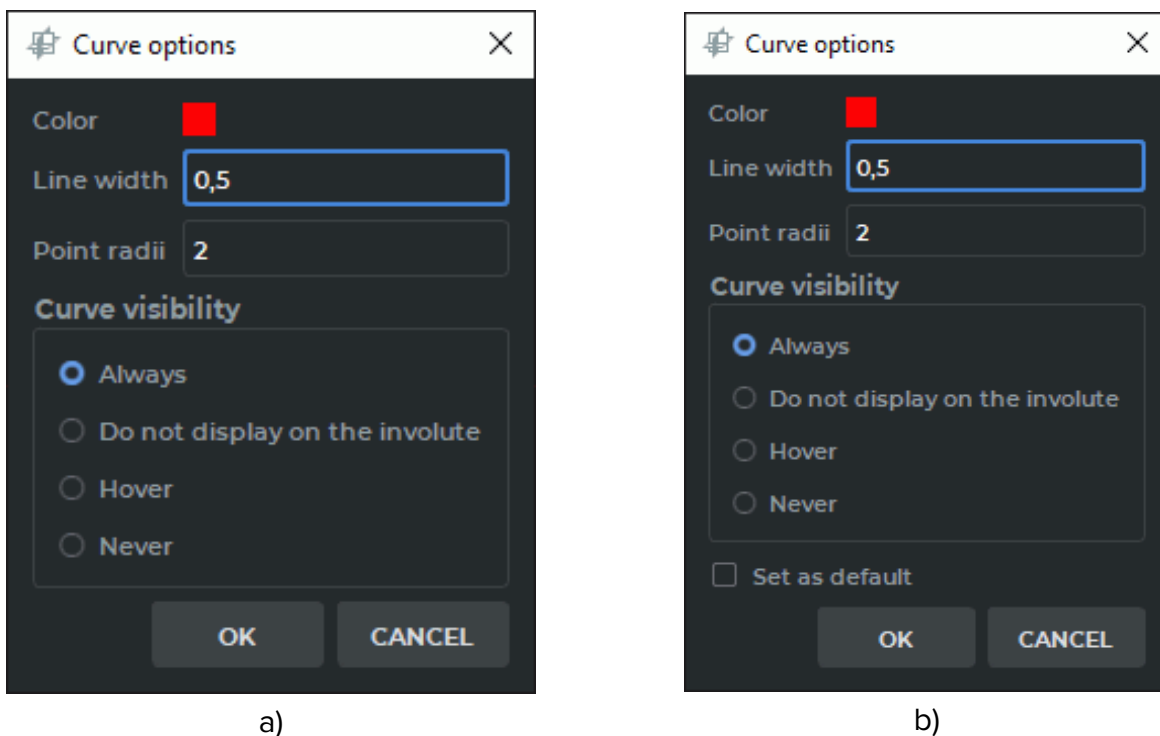 Curve options
Color
Line width 0,5
Point radii 2
Curve visibility
Always
Do not display on the involute
Hover
Never
OK CANCEL
a)
Curve options
Color
Line width 0,5
Point radii 2
Curve visibility
Always
Do not display on the involute
Hover
Never
Set as default
OK CANCEL
b)